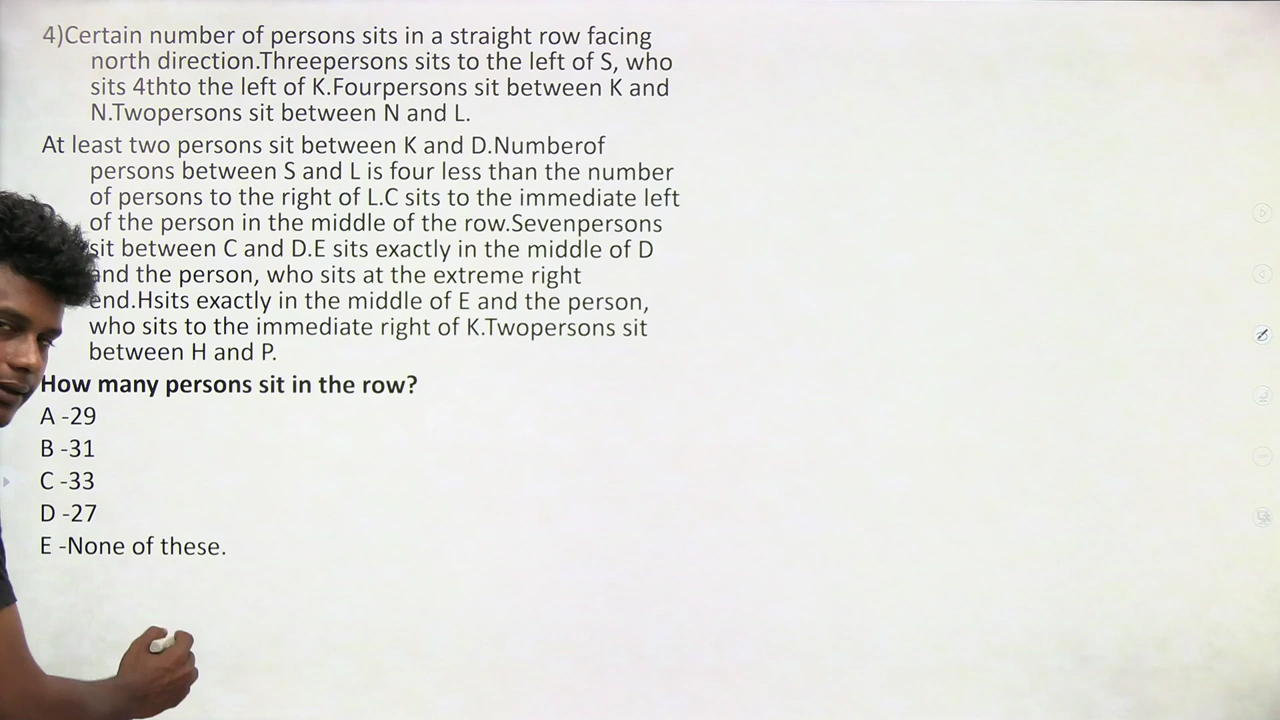 4)Certain number of persons sits in a straight row facing
north direction.Threepersons sits to the left of S, who
sits 4thto the left of K.Fourpersons sit between K and
N.Twopersons sit between N and L.
At least two persons sit between K and D.Numberof
persons between S and L is four less than the number
of persons to the right of L.C sits to the immediate left
of the person in the middle of the row.Sevenpersons
sit between C and D.E sits exactly in the middle of D
and the person, who sits at the extreme right
end.Hsits exactly in the middle of E and the person,
who sits to the immediate right of K.Twopersons sit
between H and P.
How many persons sit in the row?
A -29
B -31
C -33
D -27
E -None of these.